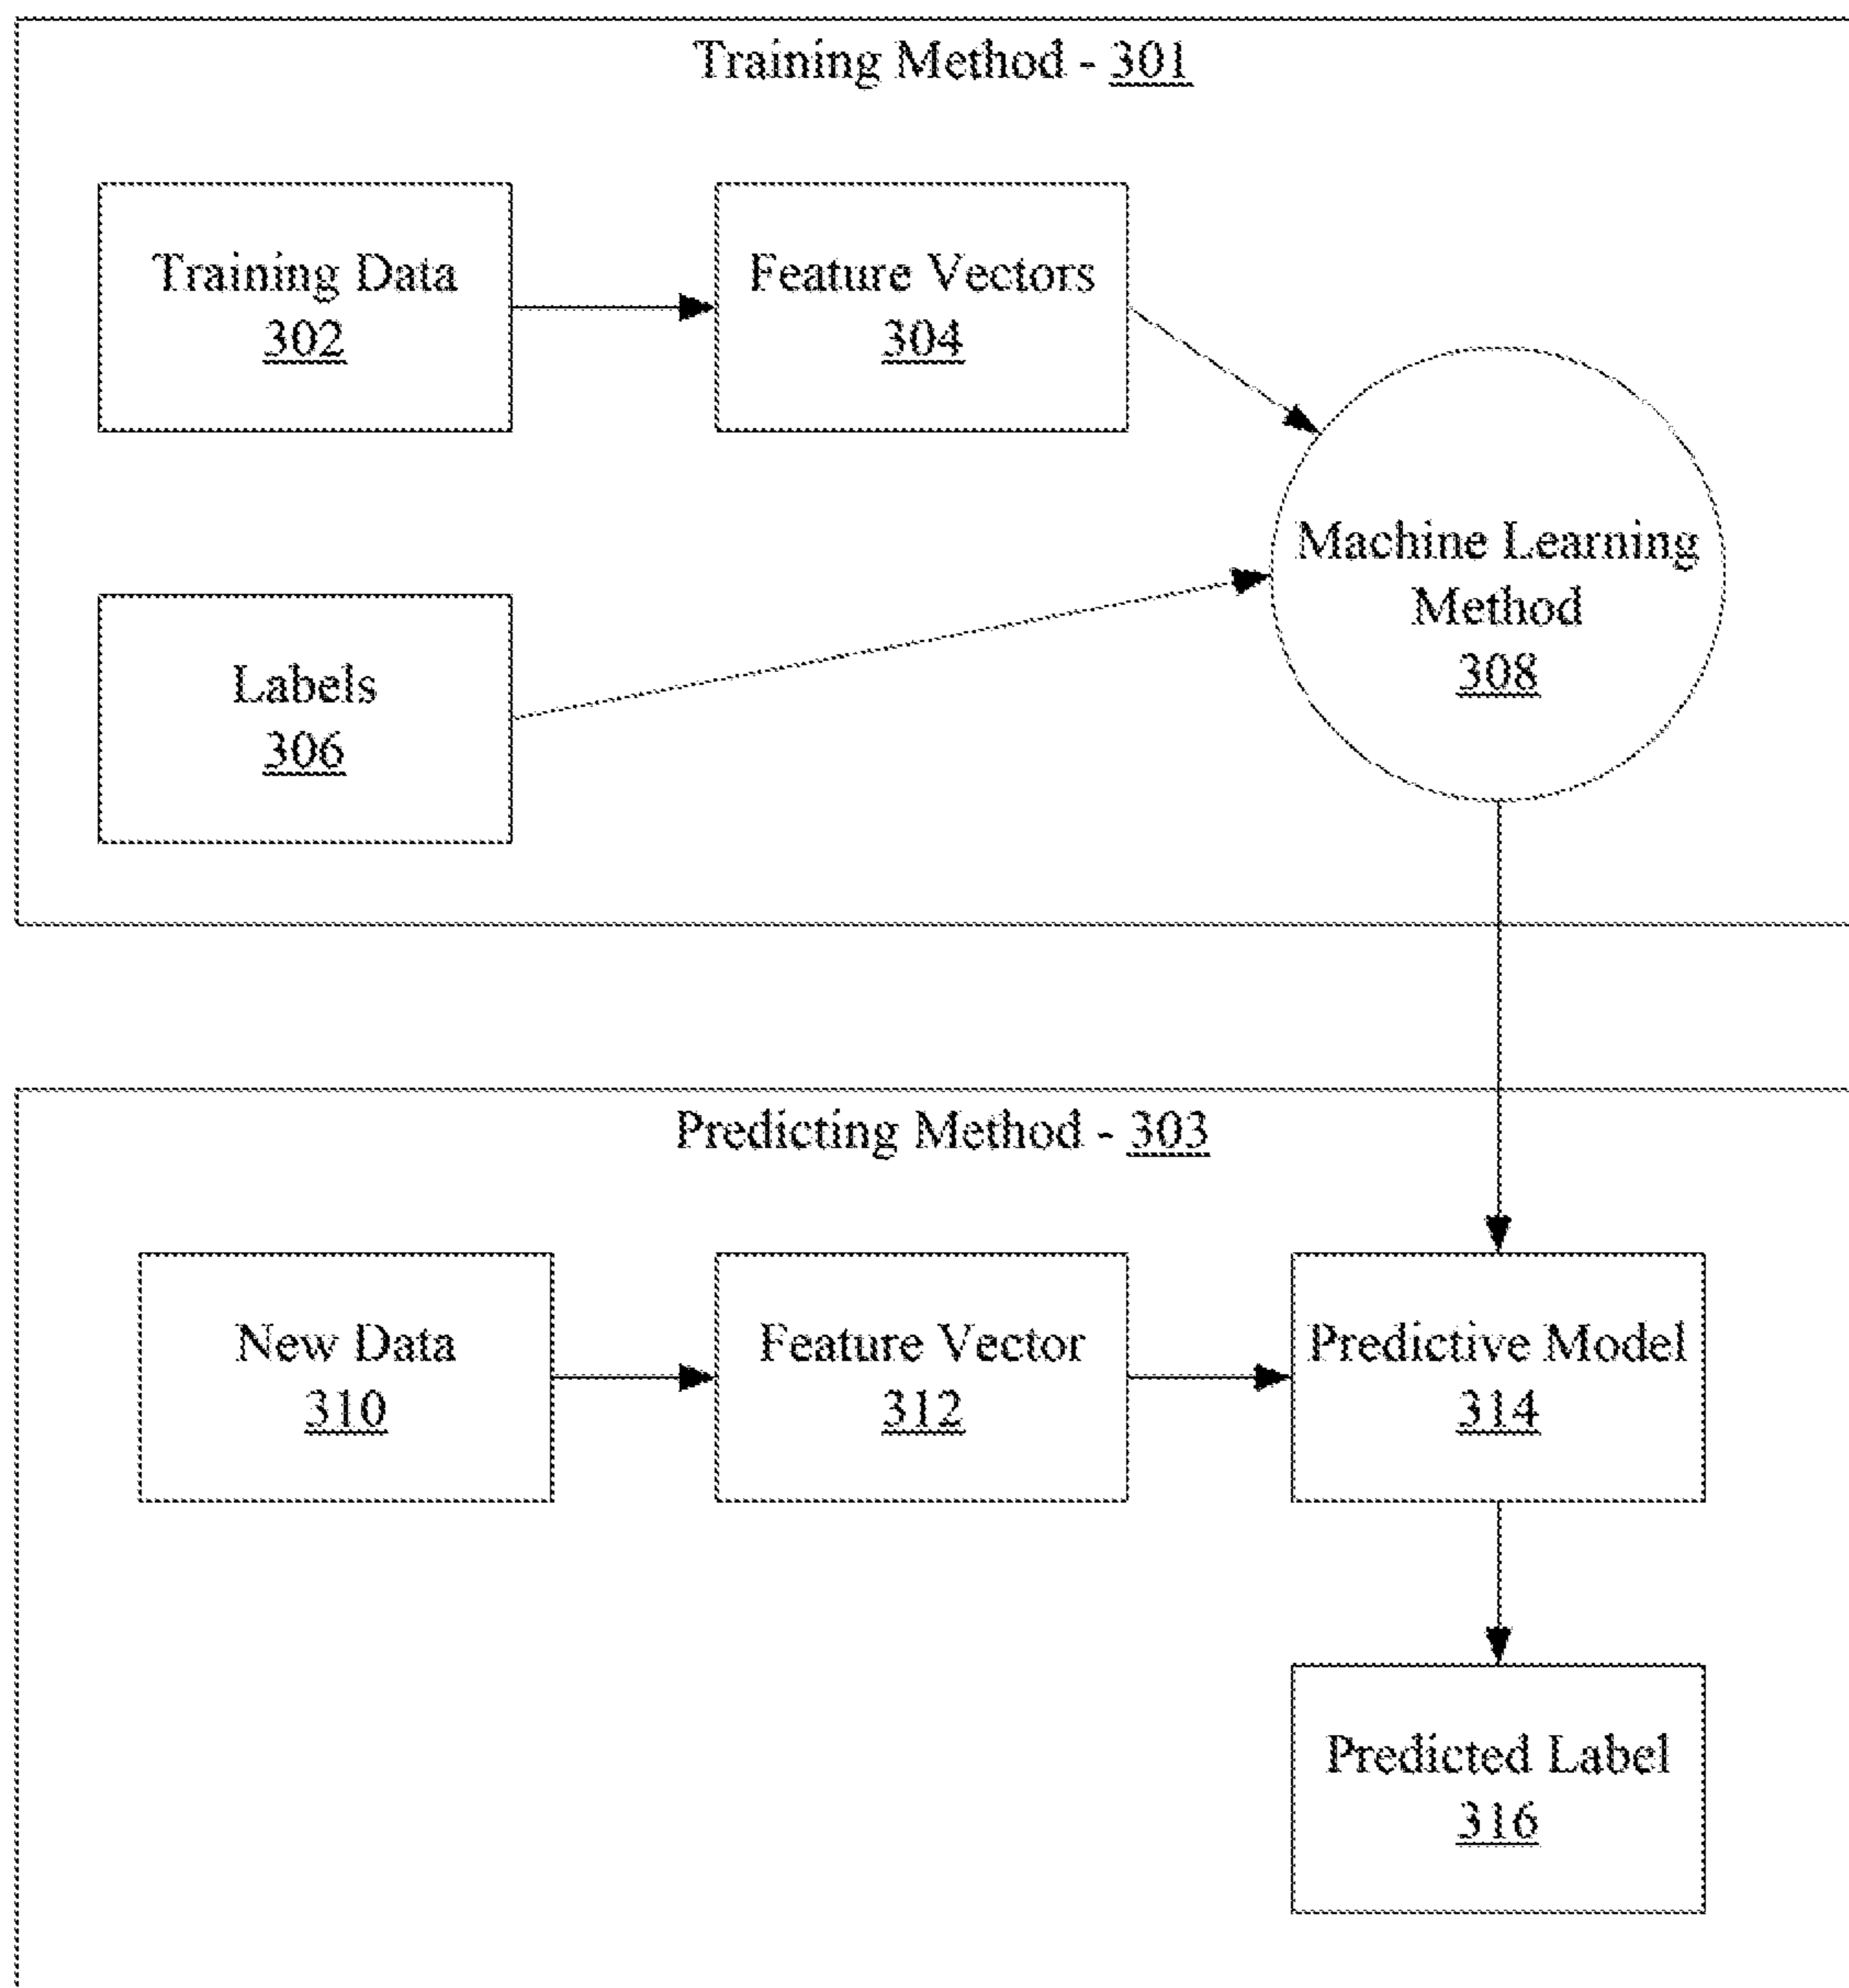 Training Method - 301
Training Data
302
Feature Vectors
304
Labels
306
Machine Learning
Method
308
Predicting Method - 303
New Data
310
Feature Vector
312
Predictive Model
314
Predicted Label
316